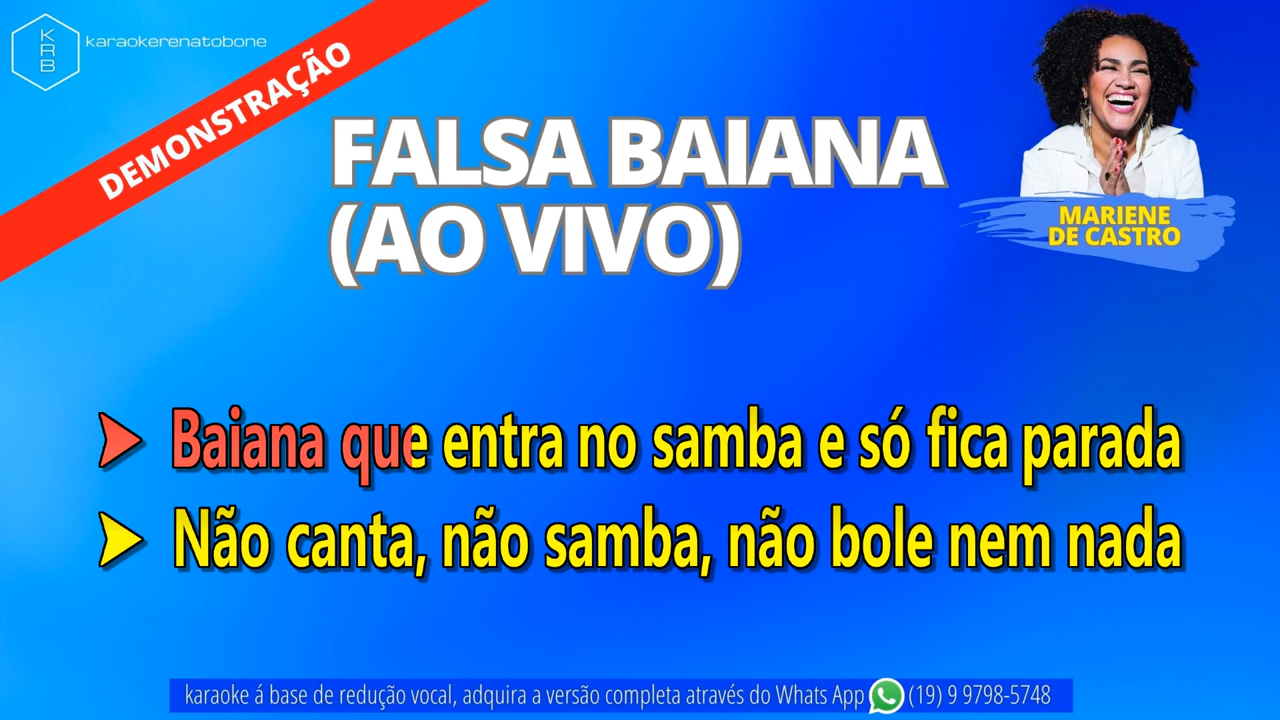 KRB
karaokerenatobone
DEMONSTRAÇÃO
FALSA BAIANA
(AO VIVO)
MARIENE
DE CASTRO
Baiana que entra no samba e só fica parada
Não canta, não samba, não bole nem nada
karaoke á base de redução vocal, adquira a versão completa através do Whats App (19) 9 9798-5748